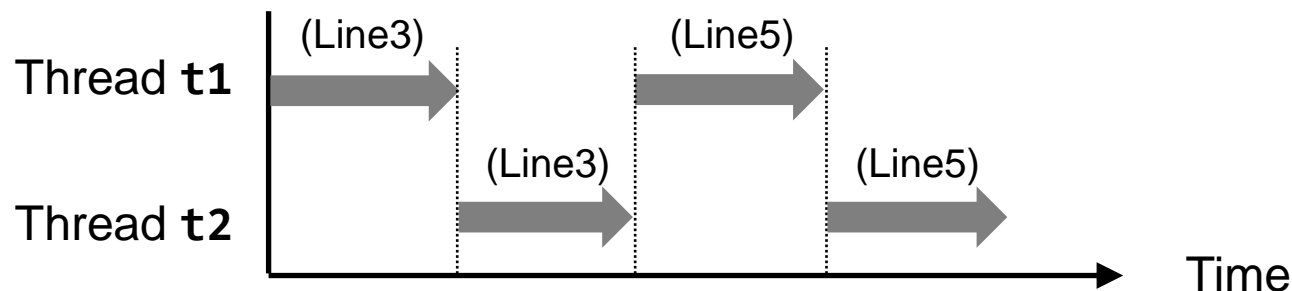 (Line3) (Line5)
Thread t1
(Line3) (Line5)
Thread t2
Time